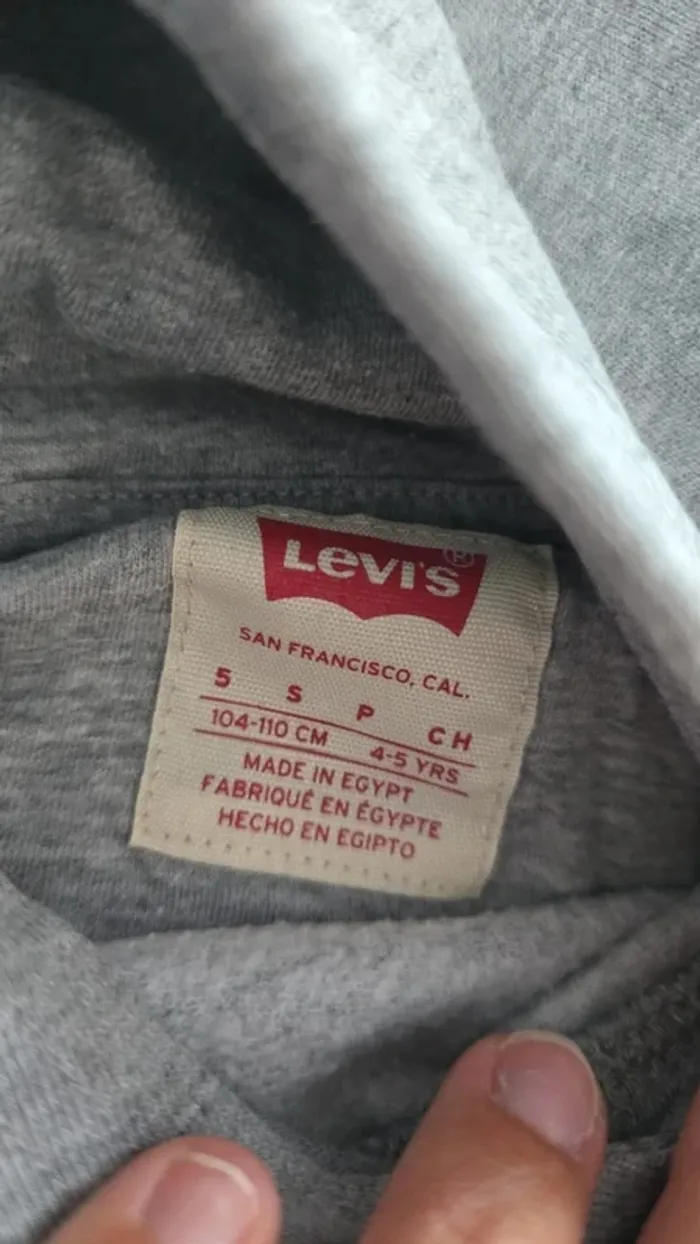 Levi's®
SAN FRANCISCO, CAL.
5 S P CH
104-110 CM 4-5 YRS
MADE IN EGYPT
FABRIQUÉ EN ÉGYPTE
HECHO EN EGIPTO